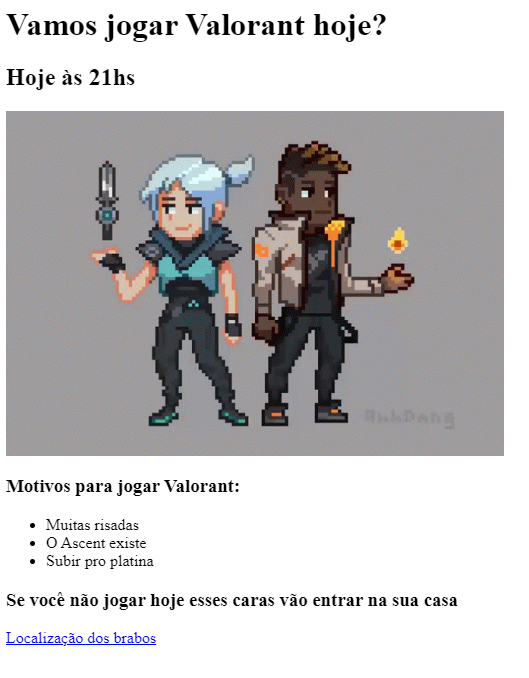 Vamos jogar Valorant hoje?
Hoje às 21hs
AnhDang
Motivos para jogar Valorant:
Muitas risadas
O Ascent existe
Subir pro platina
Se você não jogar hoje esses caras vão entrar na sua casa
Localização dos brabos